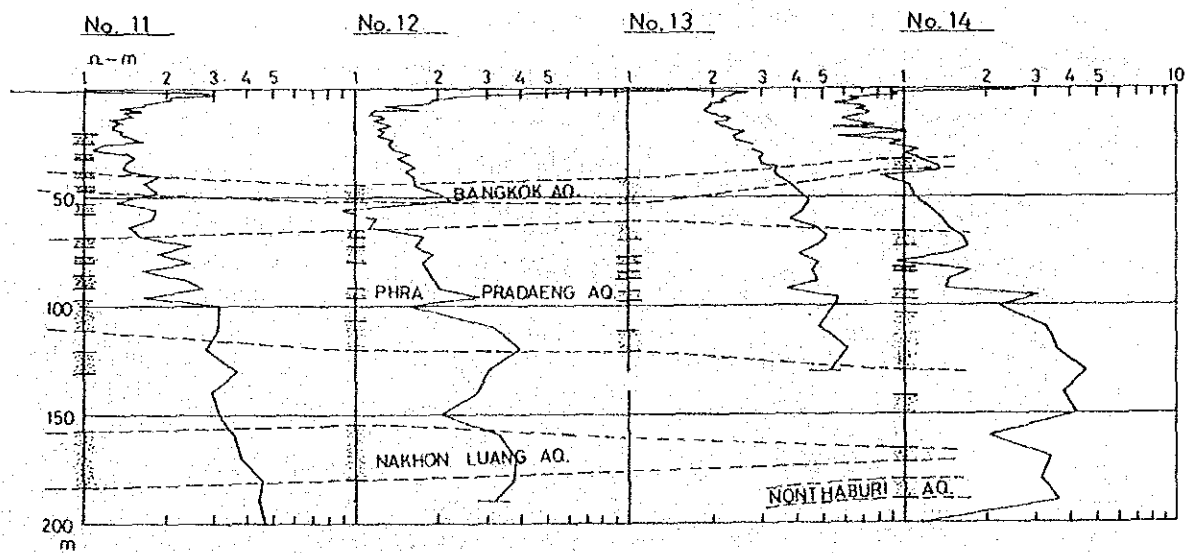 No. 11 No. 12 No. 13 No. 14
Ω-m
1 2 3 4 5 1 2 3 4 5 1 2 3 4 5 1 2 3 4 5 10
50
BANGKOK AQ.
PHRA PRADAENG AQ.
100
150
NAKHON LUANG AQ.
NONTHABURI AQ.
200
m